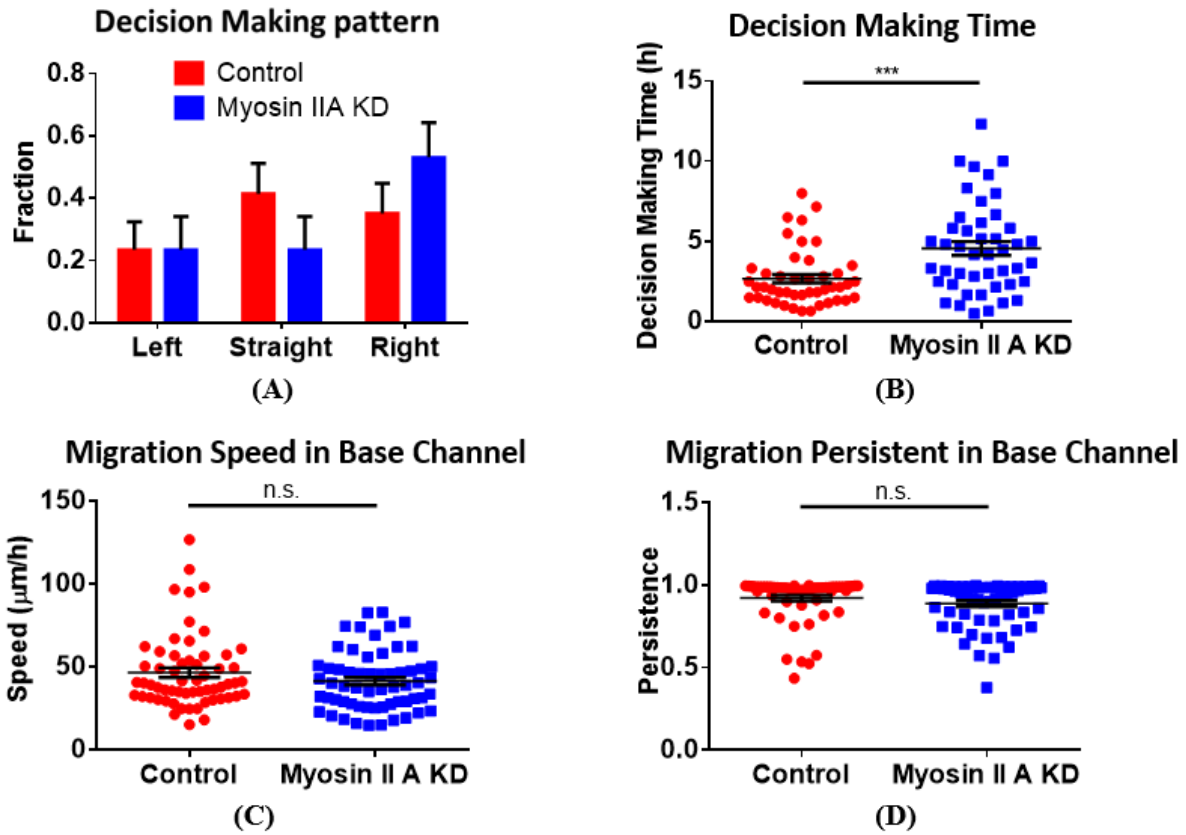 Decision Making pattern
Fraction
0.8
0.6
0.4
0.2
0.0
Control
Myosin IIA KD
Left Straight Right
(A)
Decision Making Time
Decision Making Time (h)
15
10
5
0
***
Control Myosin II A KD
(B)
Migration Speed in Base Channel
Speed (μm/h)
150
100
50
0
n.s.
Control Myosin II A KD
(C)
Migration Persistent in Base Channel
Persistence
1.5
1.0
0.5
0.0
n.s.
Control Myosin II A KD
(D)